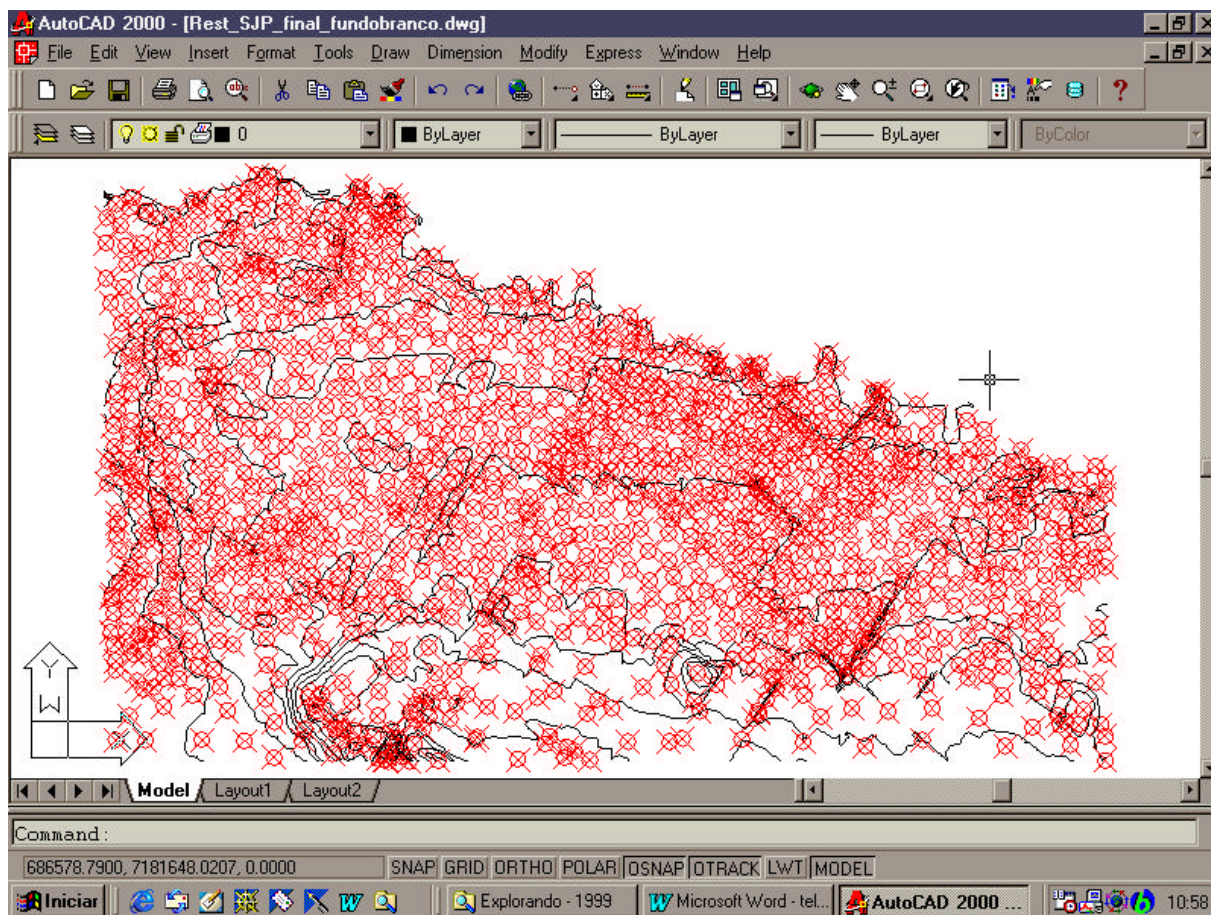 AutoCAD 2000 - [Rest_SJP_final_fundobranco.dwg]
File Edit View Insert Format Tools Draw Dimension Modify Express Window Help
0 ByLayer ByLayer ByLayer ByColor
Y
W
X
Model Layout1 Layout2
Command:
686578.7900, 7181648.0207, 0.0000 SNAP GRID ORTHO POLAR OSNAP OTRACK LWT MODEL
Iniciar Explorando - 1999 Microsoft Word - tel... AutoCAD 2000 ... 10:58